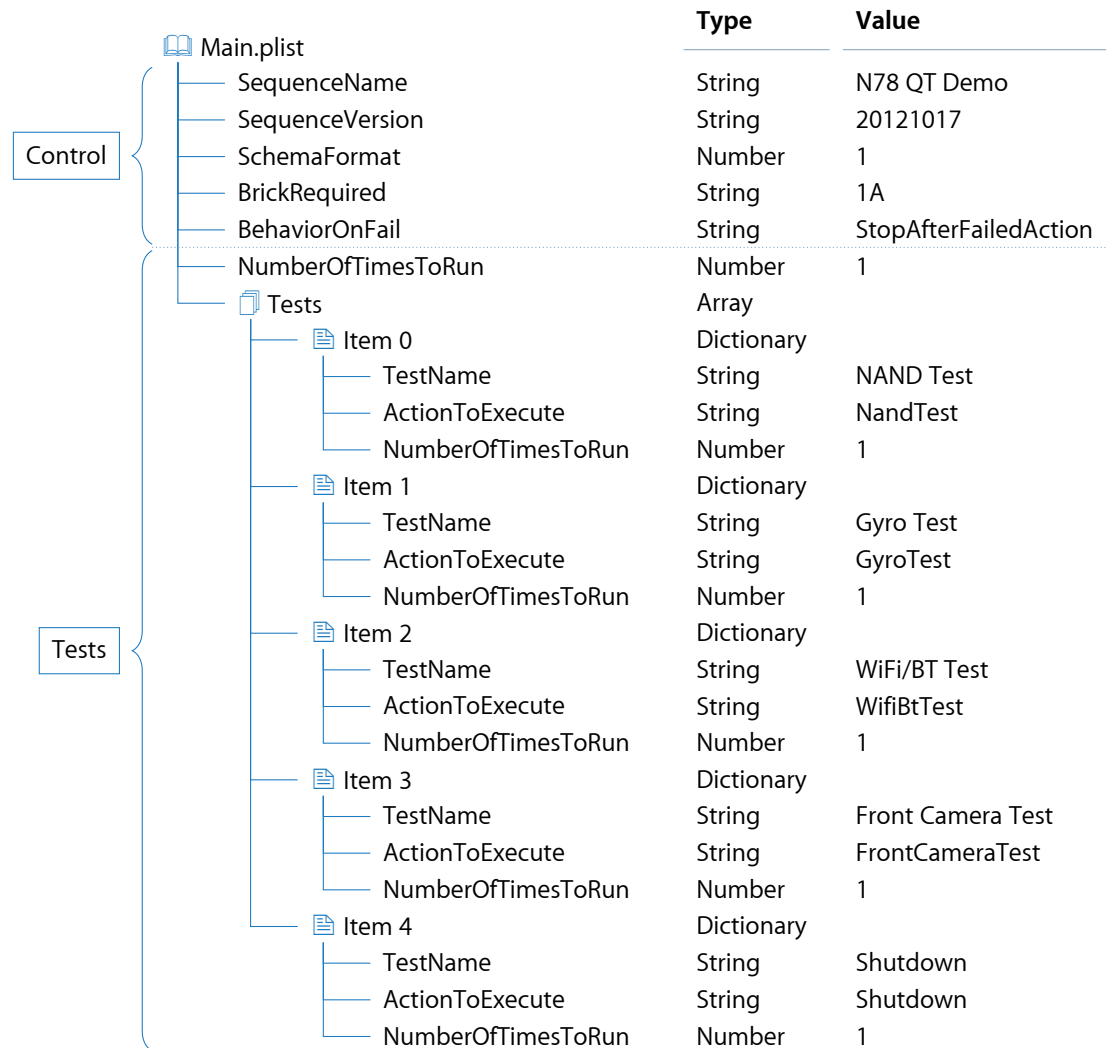 Type Value
Main.plist
SequenceName String N78 QT Demo
SequenceVersion String 20121017
Control SchemaFormat Number 1
BrickRequired String 1A
BehaviorOnFail String StopAfterFailedAction
NumberOfTimesToRun Number 1
Tests Array
Item 0 Dictionary
TestName String NAND Test
ActionToExecute String NandTest
NumberOfTimesToRun Number 1
Item 1 Dictionary
TestName String Gyro Test
ActionToExecute String GyroTest
NumberOfTimesToRun Number 1
Item 2 Dictionary
Tests
TestName String WiFi/BT Test
ActionToExecute String WifiBtTest
NumberOfTimesToRun Number 1
Item 3 Dictionary
TestName String Front Camera Test
ActionToExecute String FrontCameraTest
NumberOfTimesToRun Number 1
Item 4 Dictionary
TestName String Shutdown
ActionToExecute String Shutdown
NumberOfTimesToRun Number 1